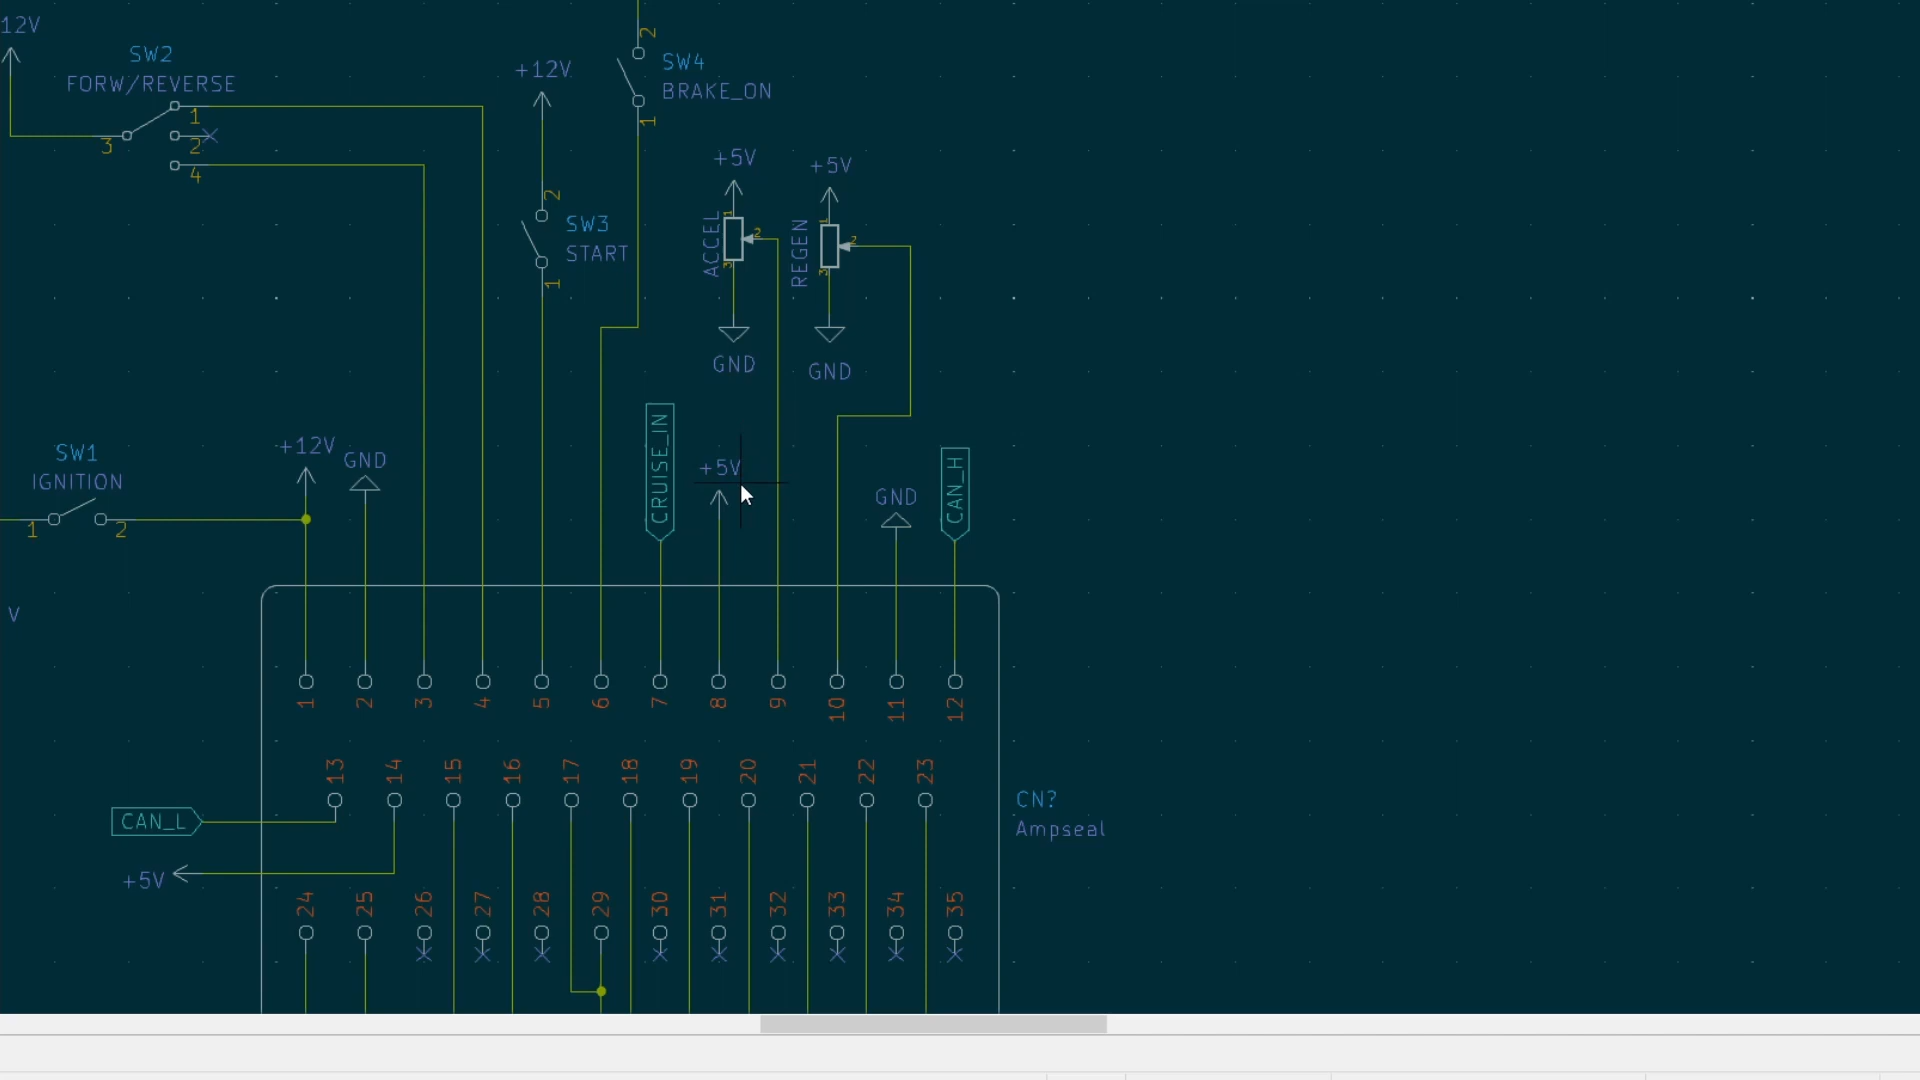 12V
SW2
FORW/REVERSE
1
3
2
4
+12V
2
SW3
START
1
2
SW4
BRAKE_ON
1
+5V
1
2
3
ACCEL
GND
+5V
1
2
3
REGEN
GND
SW1
IGNITION
1
2
+12V
GND
CRUISE_IN
+5V
GND
CAN_H
V
1 2 3 4 5 6 7 8 9 10 11 12
13 14 15 16 17 18 19 20 21 22 23
CN?
Ampseal
CAN_L
+5V
24 25 26 27 28 29 30 31 32 33 34 35